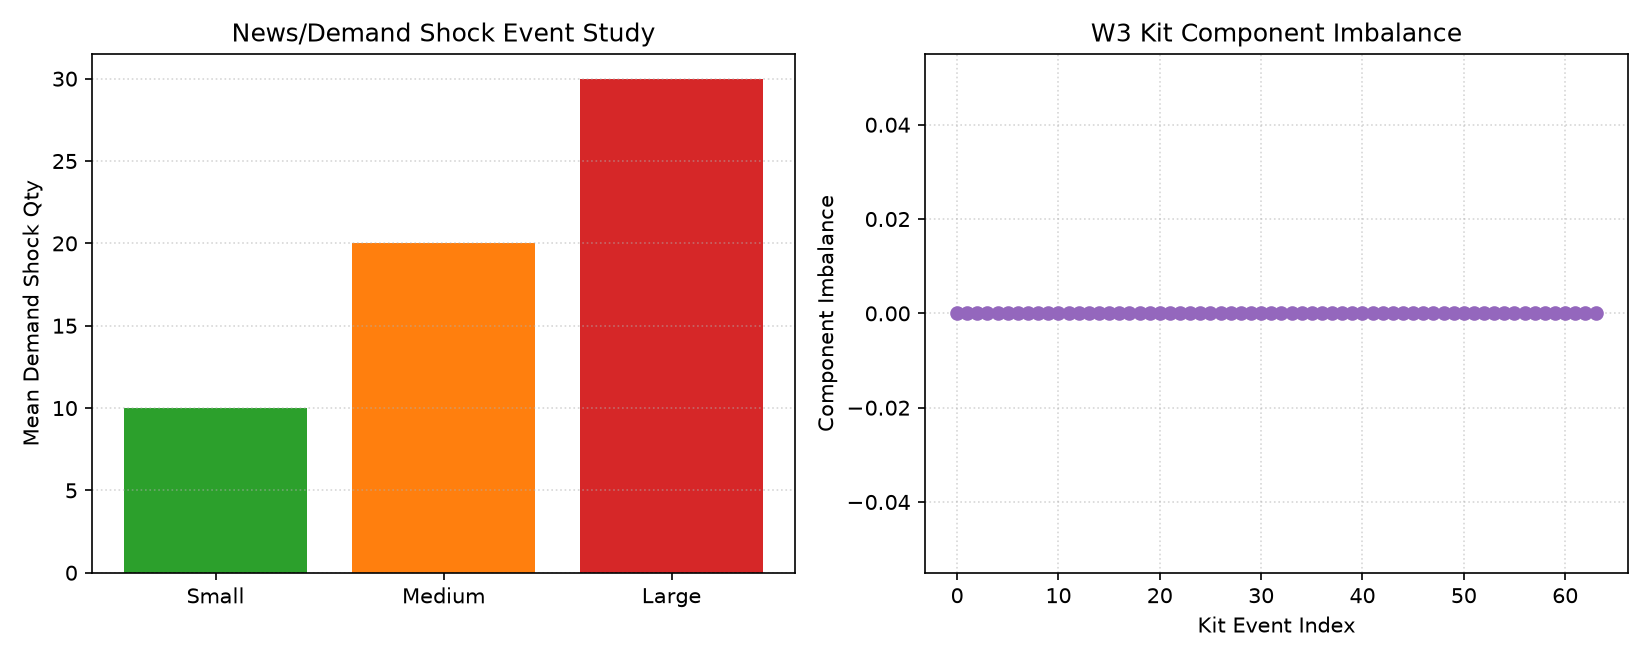 News/Demand Shock Event Study
Mean Demand Shock Qty
30
25
20
15
10
5
0
Small Medium Large
W3 Kit Component Imbalance
Component Imbalance
0.04
0.02
0.00
−0.02
−0.04
0 10 20 30 40 50 60
Kit Event Index